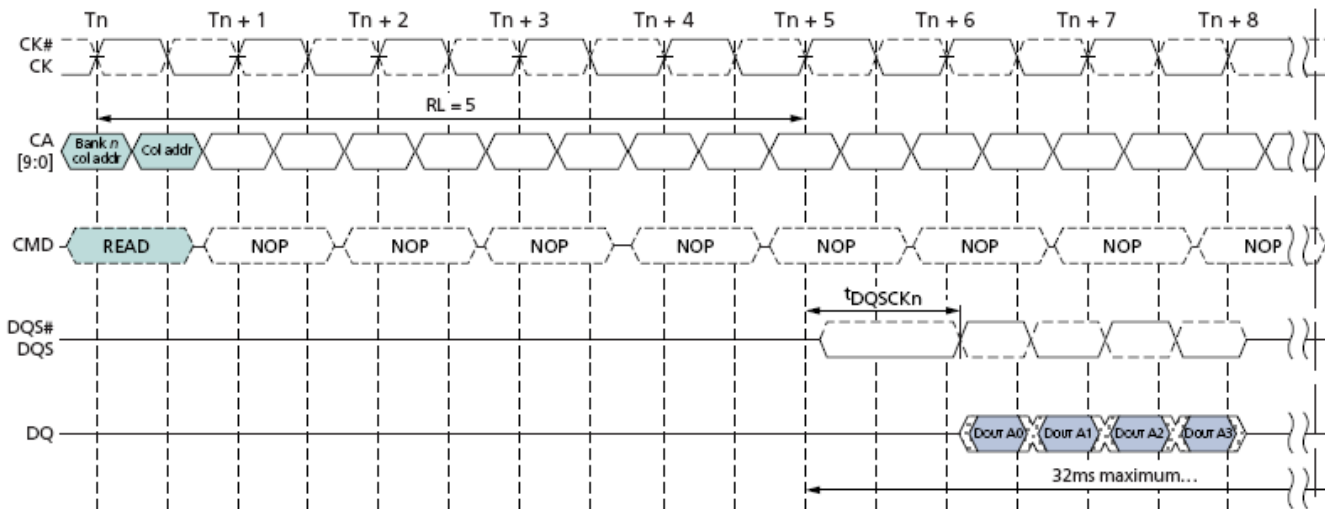 Tn Tn + 1 Tn + 2 Tn + 3 Tn + 4 Tn + 5 Tn + 6 Tn + 7 Tn + 8
CK#
CK
RL = 5
CA
[9:0]
Bank n
col addr
Col addr
CMD READ NOP NOP NOP NOP NOP NOP NOP NOP
tDQSCKn
DQS#
DQS
DQ DOUT A0 DOUT A1 DOUT A2 DOUT A3
32ms maximum...